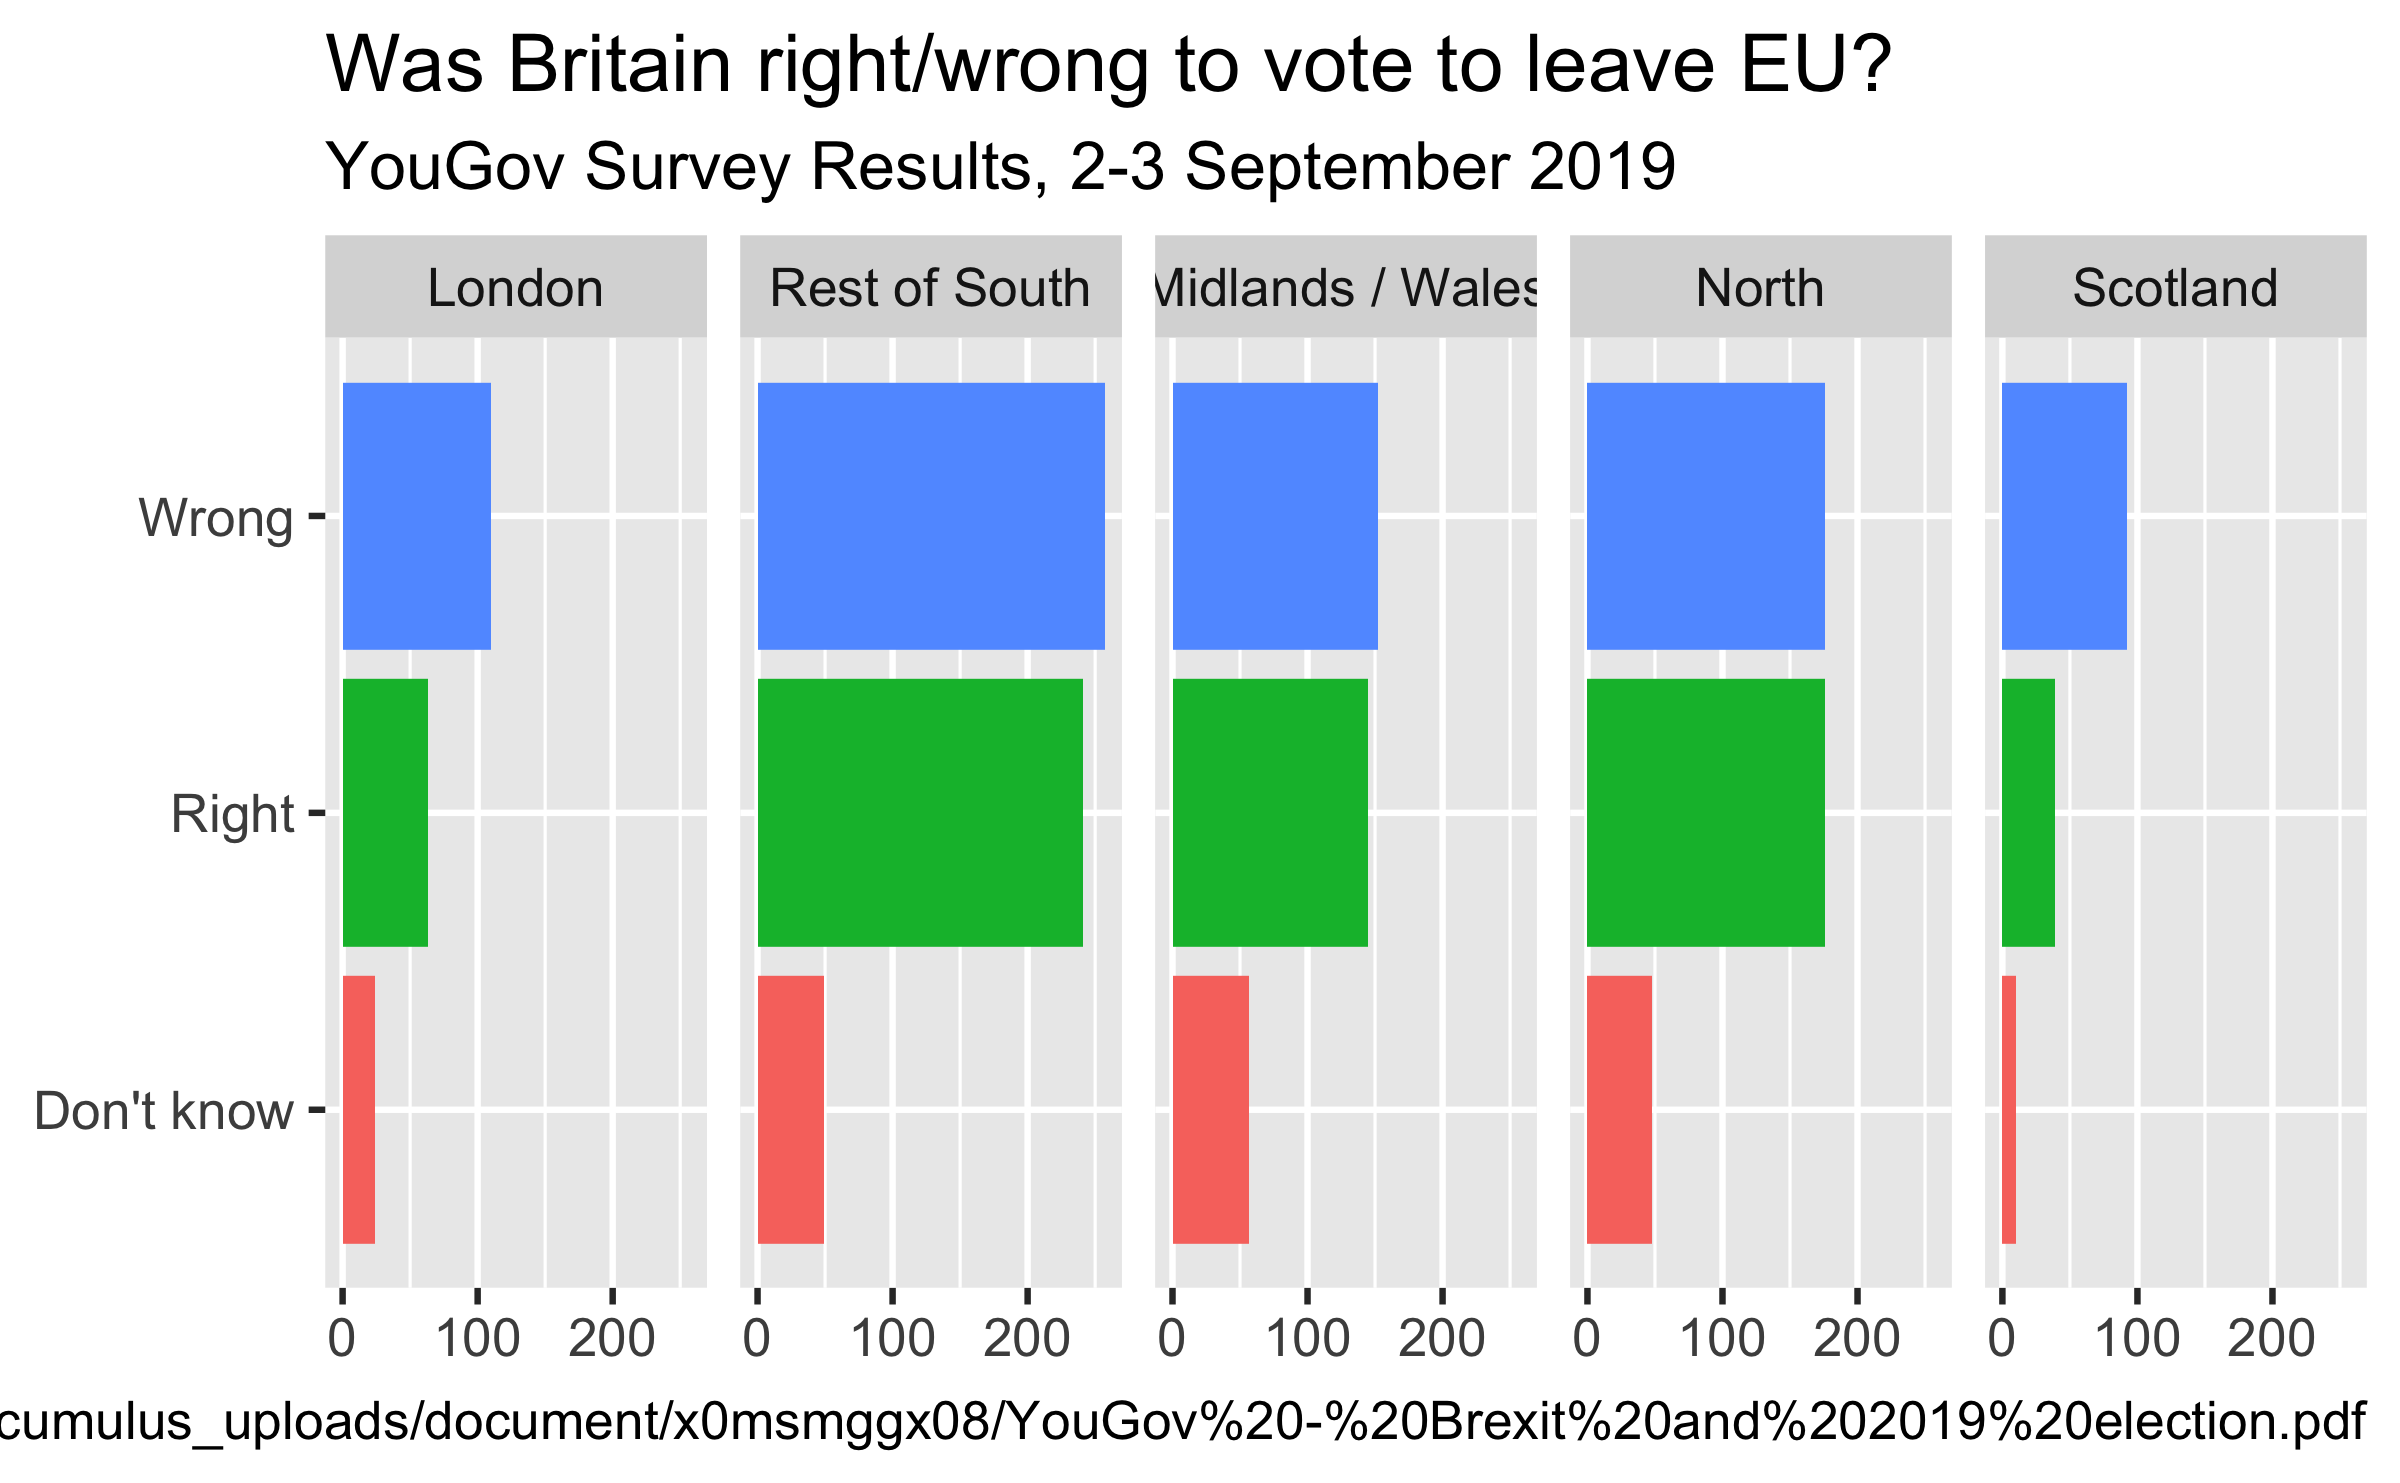 Was Britain right/wrong to vote to leave EU?
YouGov Survey Results, 2-3 September 2019
London
Rest of South
Midlands / Wales
North
Scotland
Wrong
Right
Don't know
0 100 200 0 100 200 0 100 200 0 100 200 0 100 200
cumulus_uploads/document/x0msmggx08/YouGov%20-%20Brexit%20and%202019%20election.pdf